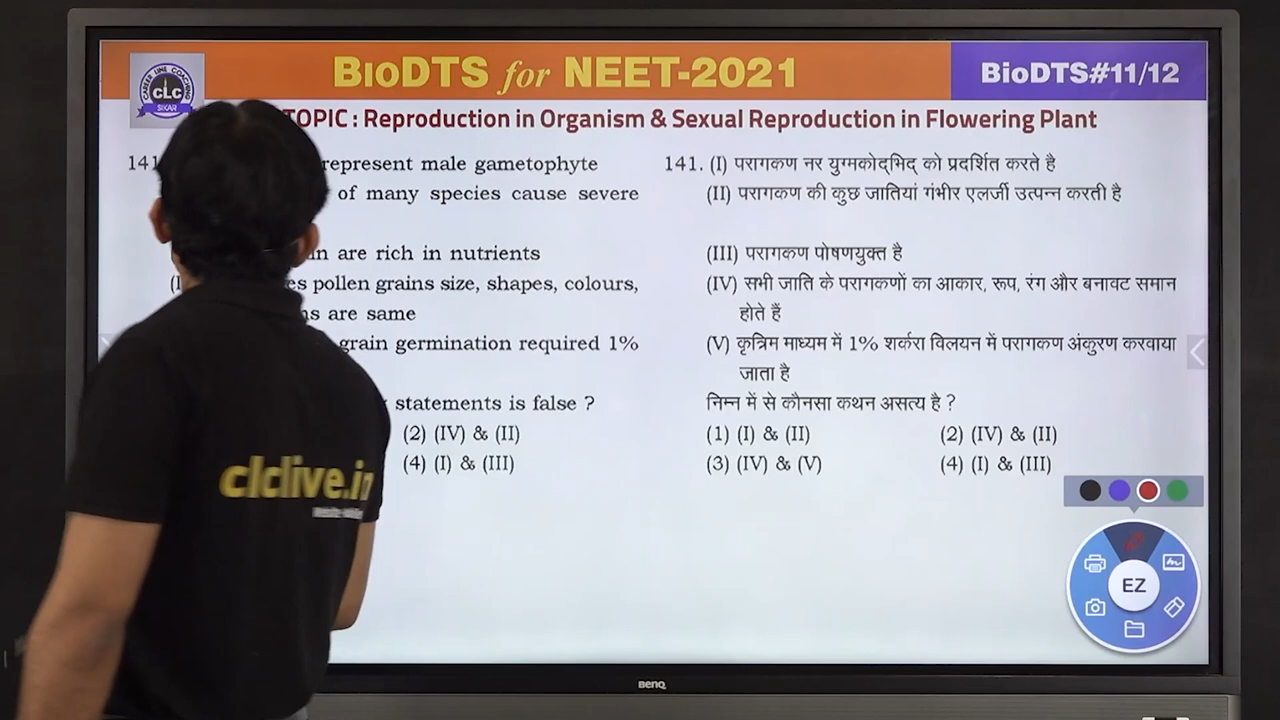 CAREER LINE COACHING
CLC
SIKAR
BIODTS for NEET-2021
BioDTS#11/12
TOPIC : Reproduction in Organism & Sexual Reproduction in Flowering Plant
141
represent male gametophyte
of many species cause severe
are rich in nutrients
pollen grains size, shapes, colours,
are same
grain germination required 1%
statements is false ?
(2) (IV) & (II)
(4) (I) & (III)
141. (I) परागकण नर युग्मकोद्भिद् को प्रदर्शित करते है
(II) परागकण की कुछ जातियां गंभीर एलर्जी उत्पन्न करती है
(III) परागकण पोषणयुक्त है
(IV) सभी जाति के परागकणों का आकार, रूप, रंग और बनावट समान
होते हैं
(V) कृत्रिम माध्यम में 1% शर्करा विलयन में परागकण अंकुरण करवाया
जाता है
निम्न में से कौनसा कथन असत्य है ?
(1) (I) & (II) (2) (IV) & (II)
(3) (IV) & (V) (4) (I) & (III)
EZ
clclive.in
BenQ